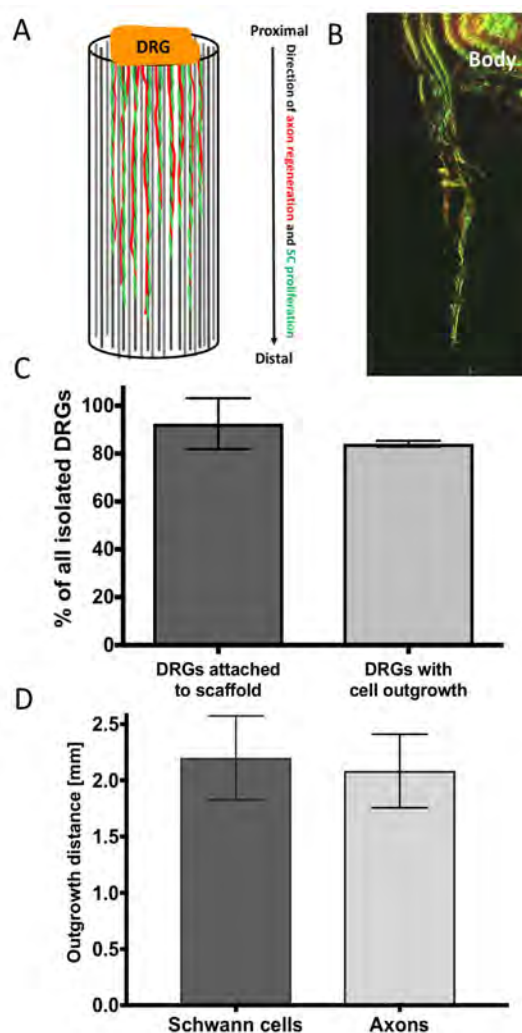 A
DRG
Proximal
Direction of axon regeneration and SC proliferation
Distal
B
Body
C
% of all isolated DRGs
100
80
60
40
20
0
DRGs attached
to scaffold
DRGs with
cell outgrowth
D
Outgrowth distance [mm]
2.5
2.0
1.5
1.0
0.5
0.0
Schwann cells
Axons